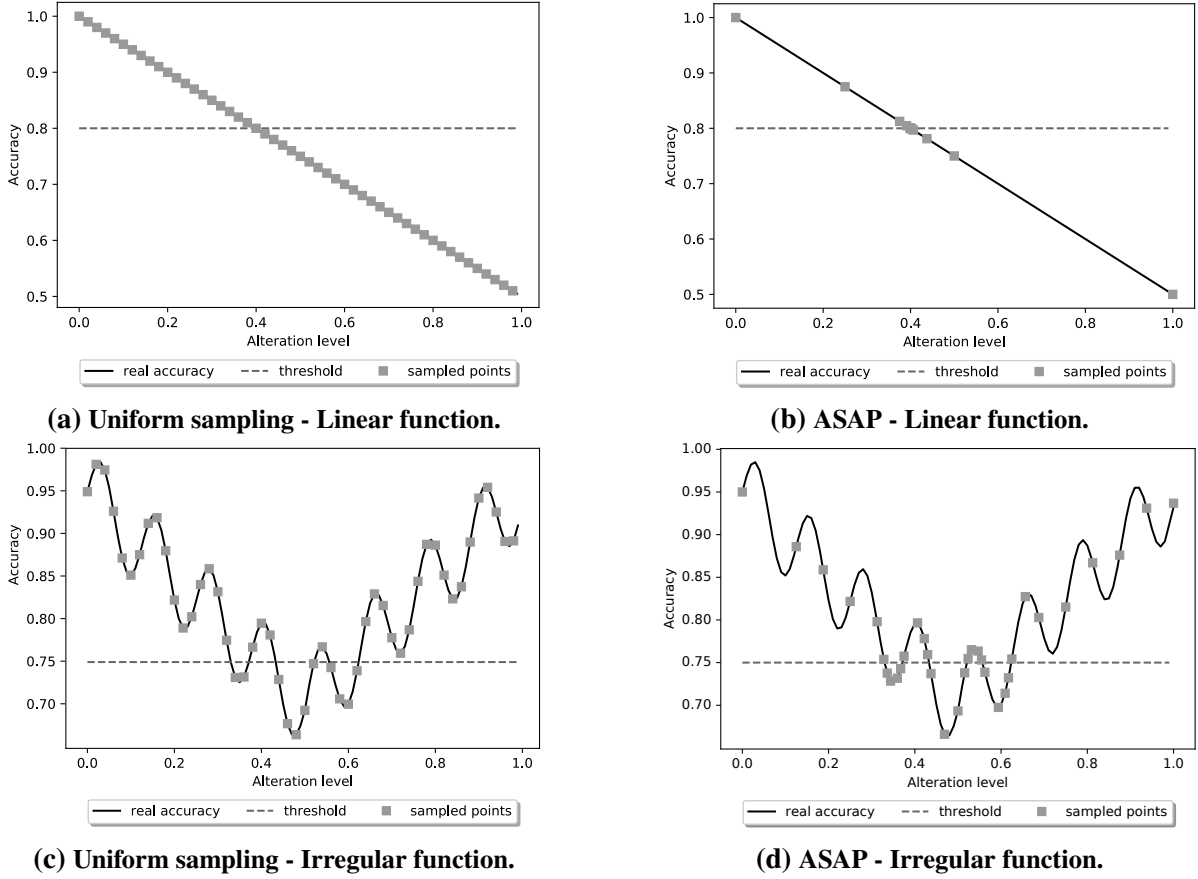 1.0
0.9
0.8
0.7
0.6
0.5
Accuracy
0.0 0.2 0.4 0.6 0.8 1.0
Alteration level
real accuracy threshold sampled points
(a) Uniform sampling - Linear function.
1.0
0.9
0.8
0.7
0.6
0.5
Accuracy
0.0 0.2 0.4 0.6 0.8 1.0
Alteration level
real accuracy threshold sampled points
(b) ASAP - Linear function.
1.00
0.95
0.90
0.85
0.80
0.75
0.70
Accuracy
0.0 0.2 0.4 0.6 0.8 1.0
Alteration level
real accuracy threshold sampled points
(c) Uniform sampling - Irregular function.
1.00
0.95
0.90
0.85
0.80
0.75
0.70
Accuracy
0.0 0.2 0.4 0.6 0.8 1.0
Alteration level
real accuracy threshold sampled points
(d) ASAP - Irregular function.